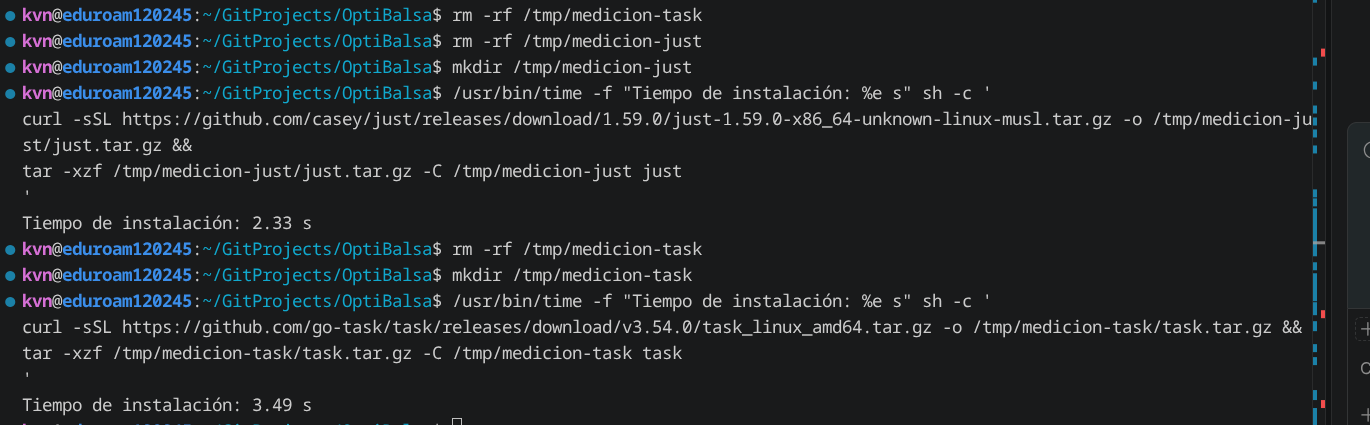 kvn@eduroam120245:~/GitProjects/OptiBalsa$ rm -rf /tmp/medicion-task
kvn@eduroam120245:~/GitProjects/OptiBalsa$ rm -rf /tmp/medicion-just
kvn@eduroam120245:~/GitProjects/OptiBalsa$ mkdir /tmp/medicion-just
kvn@eduroam120245:~/GitProjects/OptiBalsa$ /usr/bin/time -f "Tiempo de instalación: %e s" sh -c '
curl -sSL https://github.com/casey/just/releases/download/1.59.0/just-1.59.0-x86_64-unknown-linux-musl.tar.gz -o /tmp/medicion-ju
st/just.tar.gz &&
tar -xzf /tmp/medicion-just/just.tar.gz -C /tmp/medicion-just just
'
Tiempo de instalación: 2.33 s
kvn@eduroam120245:~/GitProjects/OptiBalsa$ rm -rf /tmp/medicion-task
kvn@eduroam120245:~/GitProjects/OptiBalsa$ mkdir /tmp/medicion-task
kvn@eduroam120245:~/GitProjects/OptiBalsa$ /usr/bin/time -f "Tiempo de instalación: %e s" sh -c '
curl -sSL https://github.com/go-task/task/releases/download/v3.54.0/task_linux_amd64.tar.gz -o /tmp/medicion-task/task.tar.gz &&
tar -xzf /tmp/medicion-task/task.tar.gz -C /tmp/medicion-task task
'
Tiempo de instalación: 3.49 s